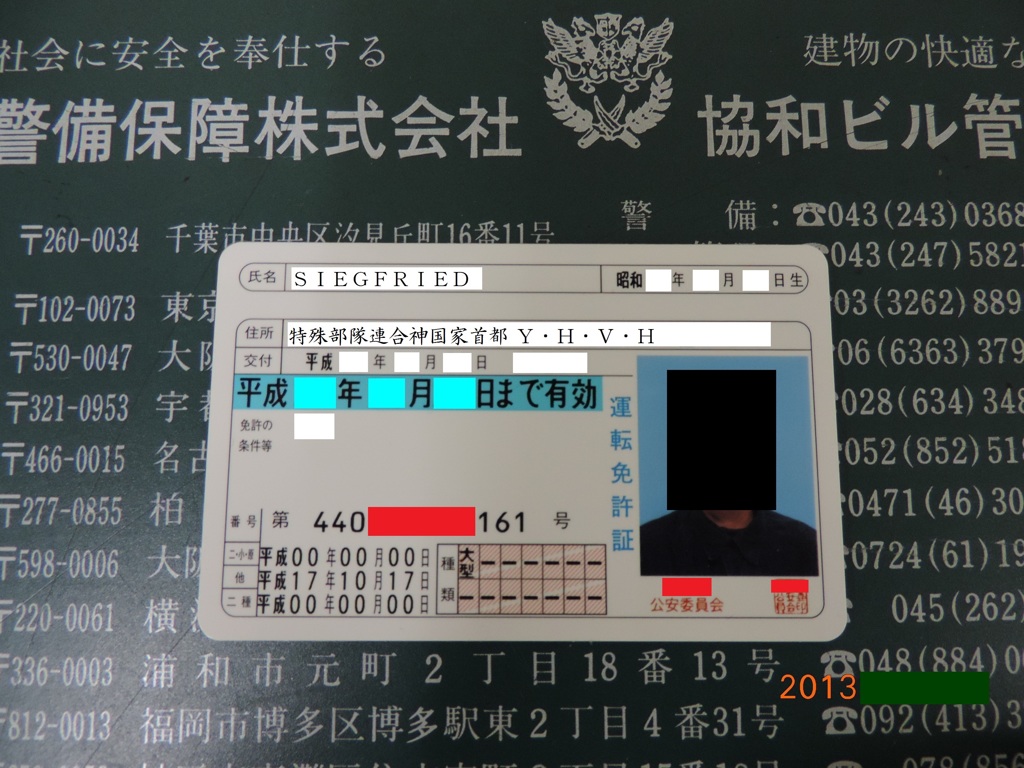 社会に安全を奉仕する 建物の快適な
警備保障株式会社 協和ビル管
警 備：☎043(243)0368
〒260-0034 千葉市中央区汐見丘町16番11号
☎043(247)5821
〒102-0073 東京
03(3262)889
〒530-0047 大阪
06(6363)379
〒321-0953 宇都
028(634)348
〒466-0015 名古
052(852)518
〒277-0855 柏
0471(46)30
〒598-0006 大阪
0724(61)19
〒220-0061 横
045(262)
〒336-0003 浦和市元町2丁目18番13号 ☎048(884)00
〒812-0013 福岡市博多区博多駅東2丁目4番31号 ☎092(413)3
氏名 ＳＩＥＧＦＲＩＥＤ 昭和 年 月 日生
住所 特殊部隊連合神国家首都 Ｙ・Ｈ・Ｖ・Ｈ
交付 平成 年 月 日
平成 年 月 日まで有効
免許の
条件等
運転免許証
番号 第 440 161 号
二・小・原 平成00年00月00日
他 平成17年10月17日
二種 平成00年00月00日
種類 大型 － － － － － －
－ － － － － － －
公安委員会
2013